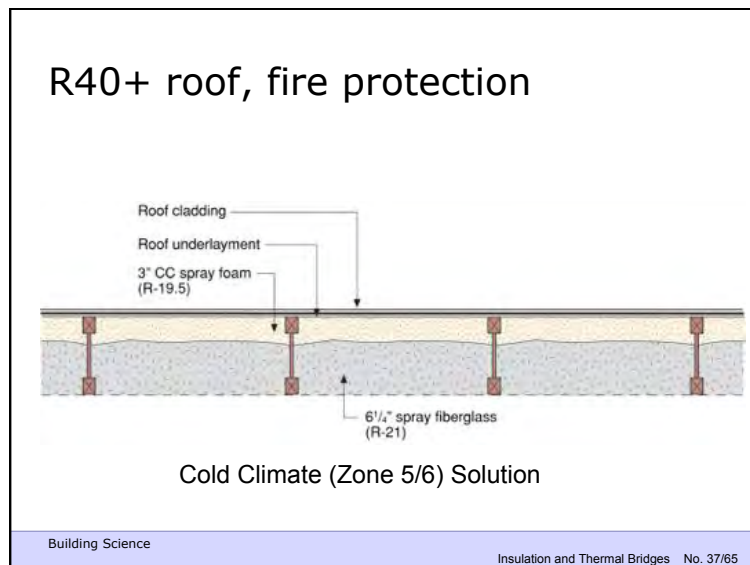 R40+ roof, fire protection
Roof cladding
Roof underlayment
3" CC spray foam
(R-19.5)
6¹/₄" spray fiberglass
(R-21)
Cold Climate (Zone 5/6) Solution
Building Science
Insulation and Thermal Bridges No. 37/65